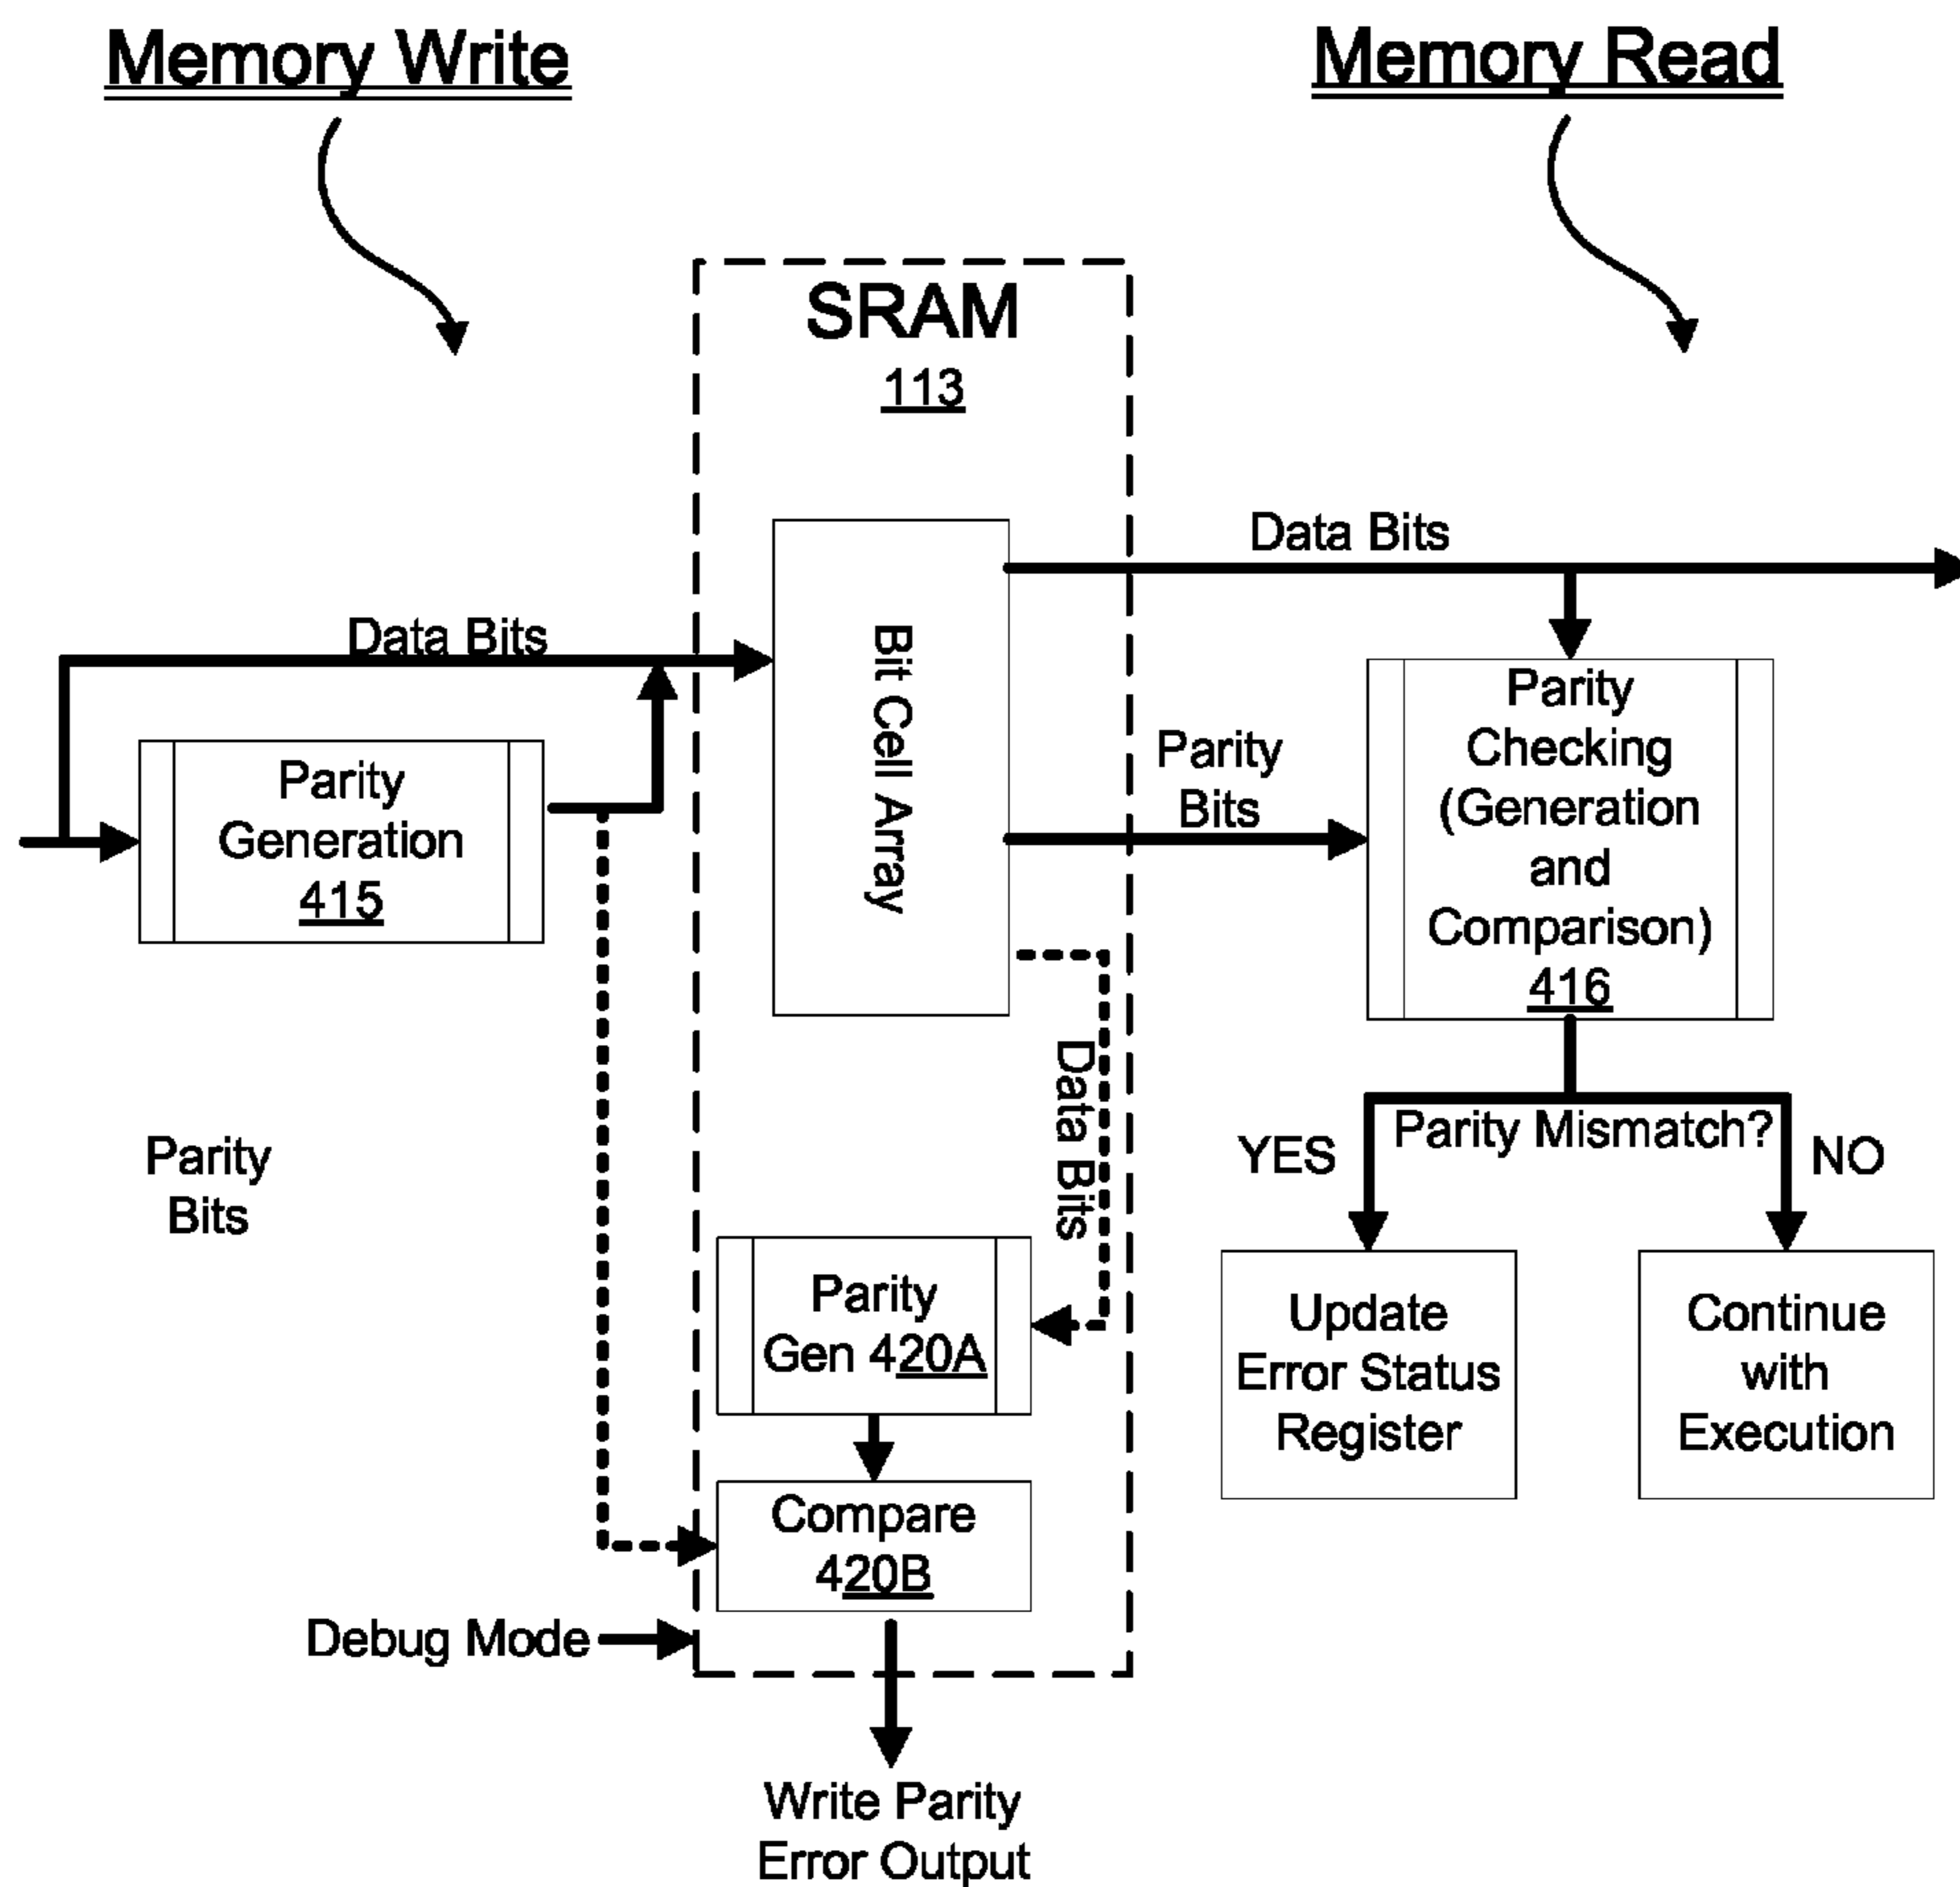 Memory Write
Memory Read
SRAM
113
Data Bits
Data Bits
Bit Cell Array
Parity
Generation
415
Parity
Bits
Parity
Checking
(Generation
and
Comparison)
416
Data Bits
Parity
Bits
Parity Mismatch?
YES
NO
Parity
Gen 420A
Update
Error Status
Register
Continue
with
Execution
Compare
420B
Debug Mode
Write Parity
Error Output